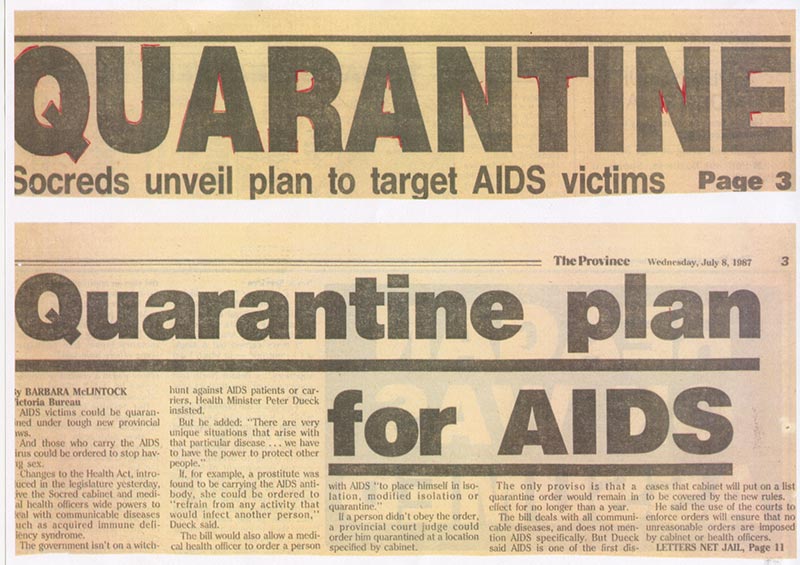 QUARANTINE
Socreds unveil plan to target AIDS victims Page 3
The Province Wednesday, July 8, 1987 3
Quarantine plan
for AIDS
By BARBARA McLINTOCK
Victoria Bureau
AIDS victims could be quaran-
ned under tough new provincial
ws.
And those who carry the AIDS
irus could be ordered to stop hav-
ng sex.
Changes to the Health Act, intro-
uced in the legislature yesterday,
ive the Socred cabinet and medi-
al health officers wide powers to
eal with communicable diseases
uch as acquired immune defi-
iency syndrome.
The government isn't on a witch-
hunt against AIDS patients or car-
riers, Health Minister Peter Dueck
insisted.
But he added: "There are very
unique situations that arise with
that particular disease . . . we have
to have the power to protect other
people."
If, for example, a prostitute was
found to be carrying the AIDS anti-
body, she could be ordered to
"refrain from any activity that
would infect another person,"
Dueck said.
The bill would also allow a medi-
cal health officer to order a person
with AIDS "to place himself in iso-
lation, modified isolation or
quarantine."
If a person didn't obey the order,
a provincial court judge could
order him quarantined at a location
specified by cabinet.
The only proviso is that a
quarantine order would remain in
effect for no longer than a year.
The bill deals with all communi-
cable diseases, and does not men-
tion AIDS specifically. But Dueck
said AIDS is one of the first dis-
eases that cabinet will put on a list
to be covered by the new rules.
He said the use of the courts to
enforce orders will ensure that no
unreasonable orders are imposed
by cabinet or health officers.
LETTERS NET JAIL, Page 11